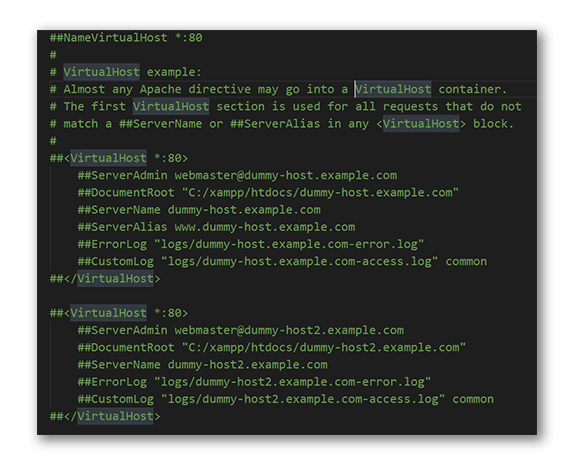 ##NameVirtualHost *:80
#
# VirtualHost example:
# Almost any Apache directive may go into a VirtualHost container.
# The first VirtualHost section is used for all requests that do not
# match a ##ServerName or ##ServerAlias in any <VirtualHost> block.
#
##<VirtualHost *:80>
##ServerAdmin webmaster@dummy-host.example.com
##DocumentRoot "C:/xampp/htdocs/dummy-host.example.com"
##ServerName dummy-host.example.com
##ServerAlias www.dummy-host.example.com
##ErrorLog "logs/dummy-host.example.com-error.log"
##CustomLog "logs/dummy-host.example.com-access.log" common
##</VirtualHost>
##<VirtualHost *:80>
##ServerAdmin webmaster@dummy-host2.example.com
##DocumentRoot "C:/xampp/htdocs/dummy-host2.example.com"
##ServerName dummy-host2.example.com
##ErrorLog "logs/dummy-host2.example.com-error.log"
##CustomLog "logs/dummy-host2.example.com-access.log" common
##</VirtualHost>